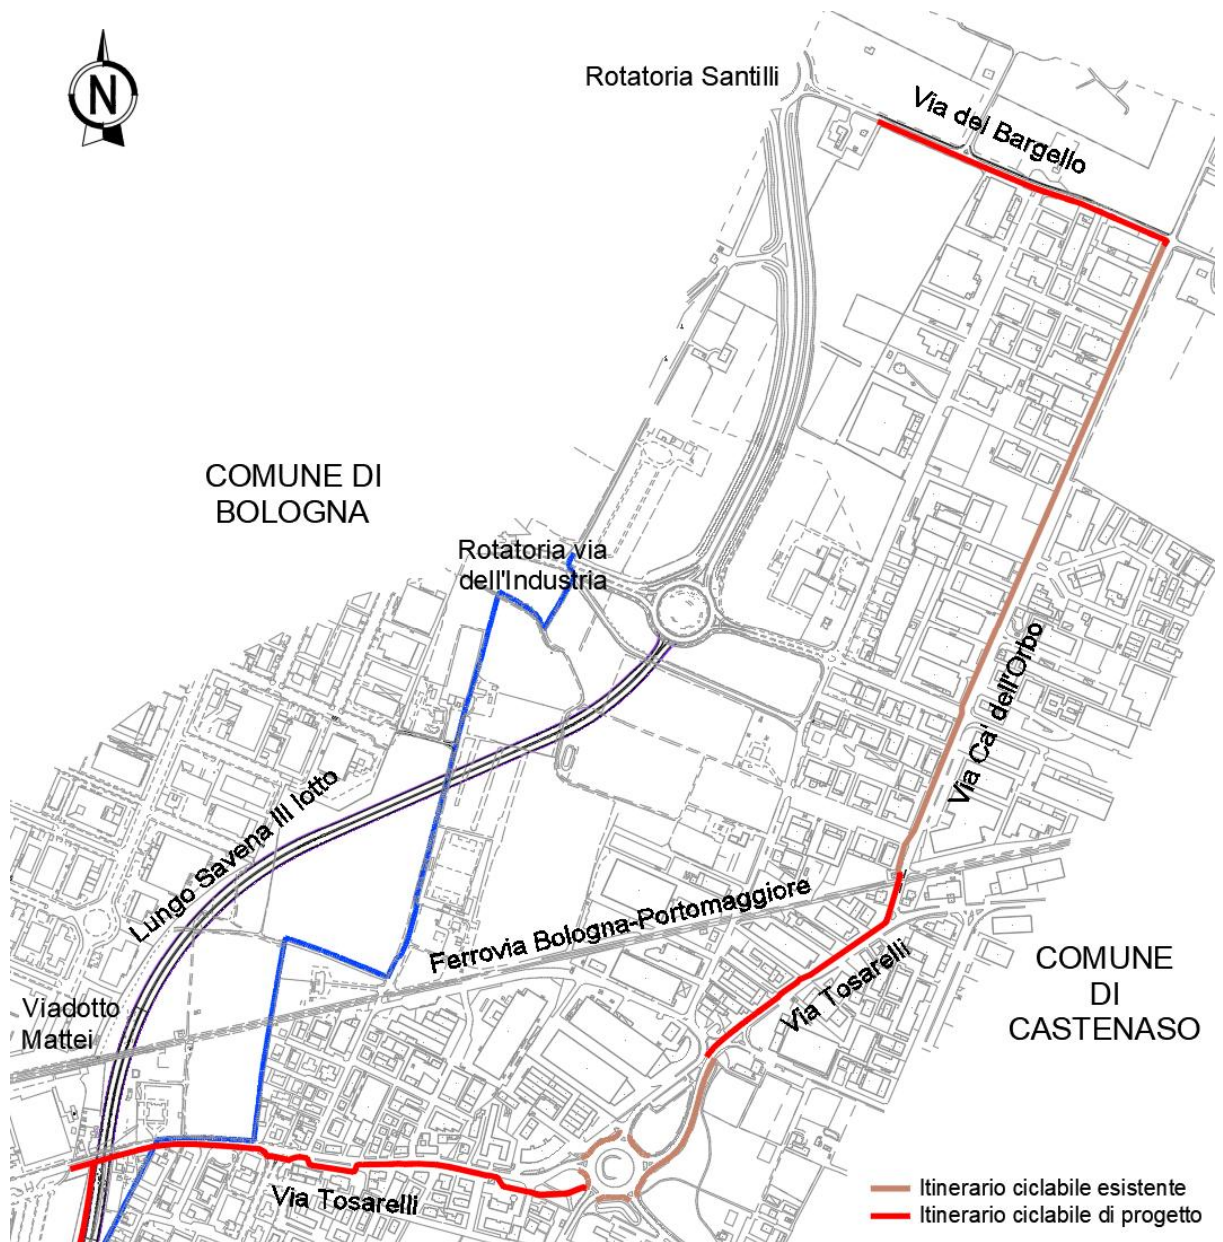 N
Rotatoria Santilli
Via del Bargello
COMUNE DI
BOLOGNA
Rotatoria via
dell'Industria
Via Ca' dell'Orbo
Lungo Savena III lotto
Ferrovia Bologna-Portomaggiore
Viadotto
Mattei
Via Tosarelli
COMUNE
DI
CASTENASO
Via Tosarelli
Itinerario ciclabile esistente
Itinerario ciclabile di progetto